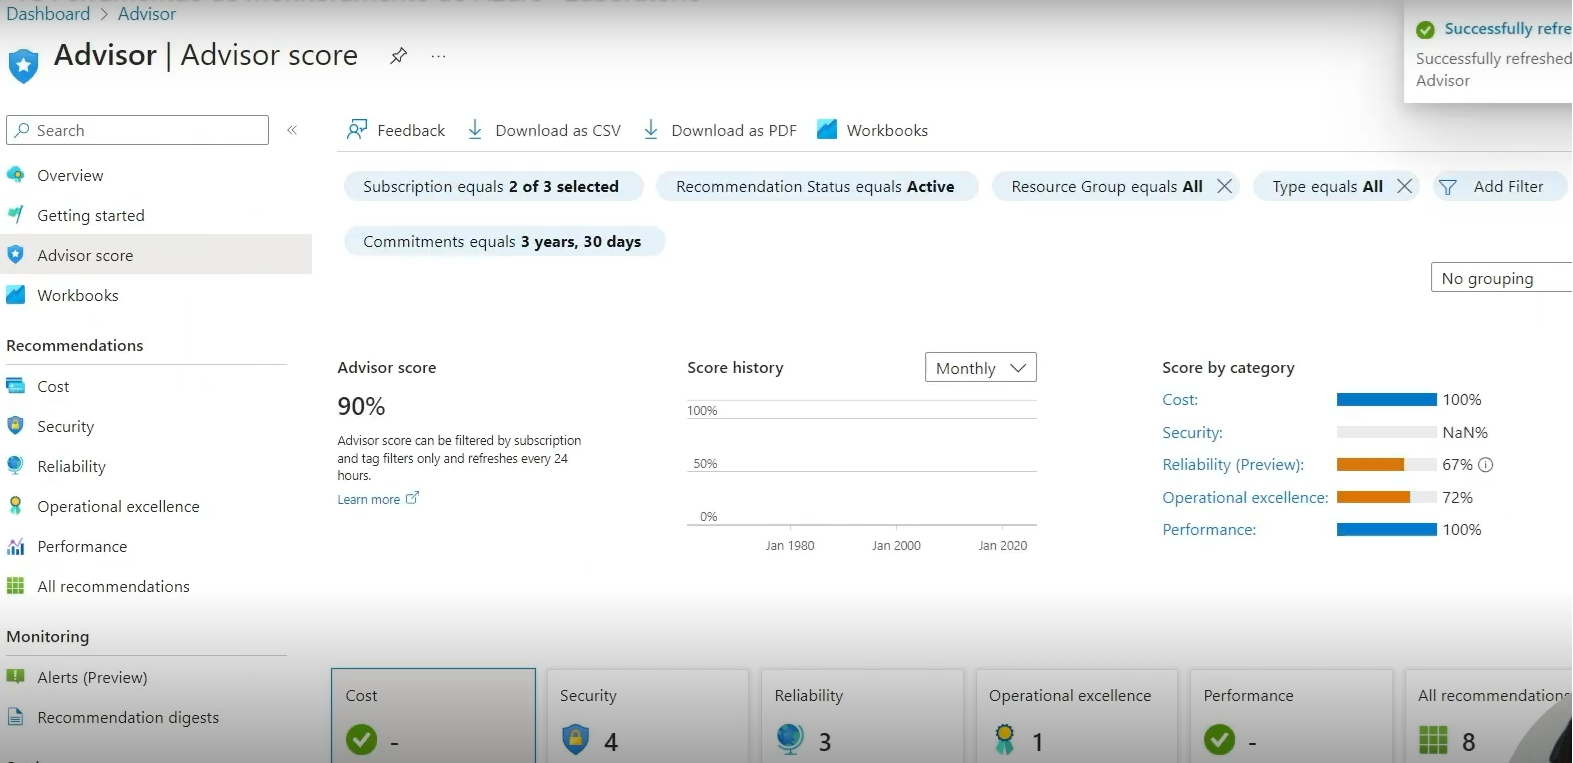 Dashboard > Advisor
Advisor | Advisor score
...
Successfully refre
Successfully refreshed
Advisor
Search
«
Overview
Getting started
Advisor score
Workbooks
Recommendations
Cost
Security
Reliability
Operational excellence
Performance
All recommendations
Monitoring
Alerts (Preview)
Recommendation digests
Feedback
Download as CSV
Download as PDF
Workbooks
Subscription equals 2 of 3 selected
Recommendation Status equals Active
Resource Group equals All
Type equals All
Add Filter
Commitments equals 3 years, 30 days
No grouping
Advisor score
90%
Advisor score can be filtered by subscription
and tag filters only and refreshes every 24
hours.
Learn more
Score history
Monthly
100%
50%
0%
Jan 1980
Jan 2000
Jan 2020
Score by category
Cost: 100%
Security: NaN%
Reliability (Preview): 67%
Operational excellence: 72%
Performance: 100%
Cost
-
Security
4
Reliability
3
Operational excellence
1
Performance
-
All recommendations
8